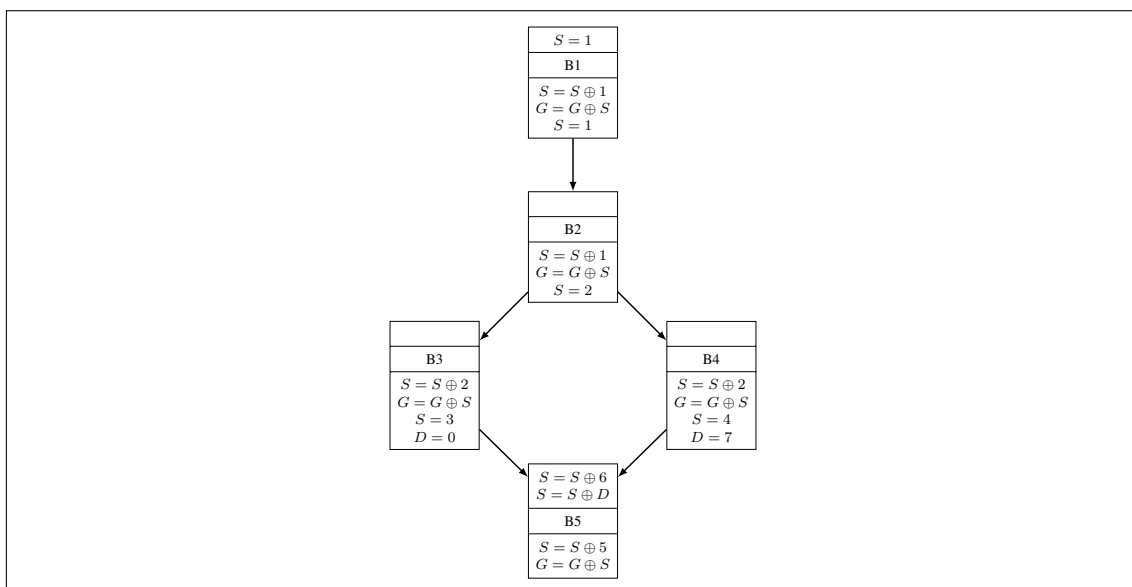 S = 1
B1
S = S ⊕ 1
G = G ⊕ S
S = 1
B2
S = S ⊕ 1
G = G ⊕ S
S = 2
B3
S = S ⊕ 2
G = G ⊕ S
S = 3
D = 0
B4
S = S ⊕ 2
G = G ⊕ S
S = 4
D = 7
S = S ⊕ 6
S = S ⊕ D
B5
S = S ⊕ 5
G = G ⊕ S